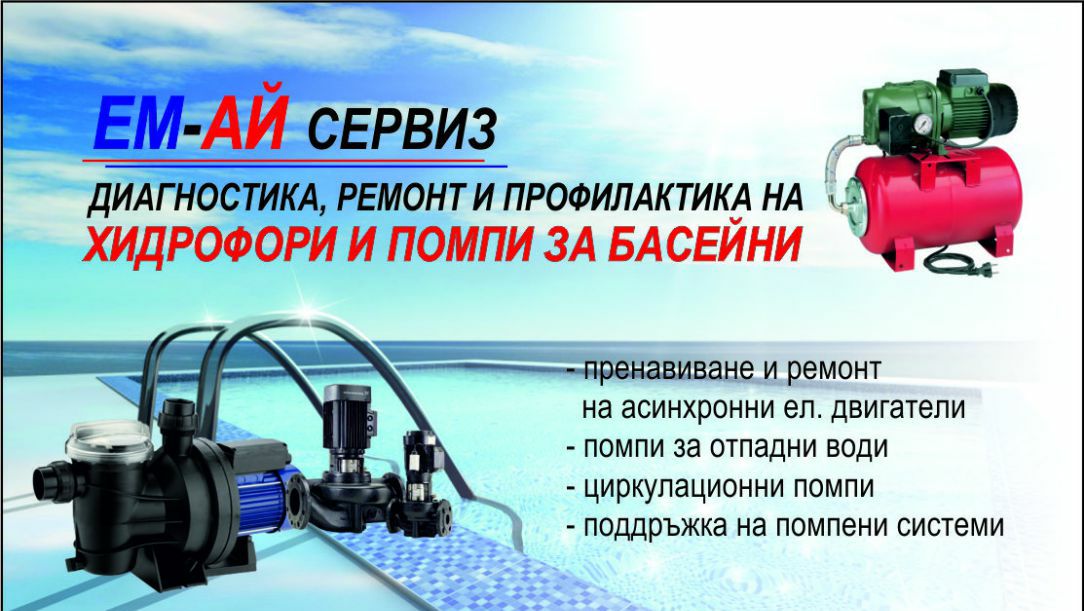 ЕМ-АЙ СЕРВИЗ
ДИАГНОСТИКА, РЕМОНТ И ПРОФИЛАКТИКА НА
ХИДРОФОРИ И ПОМПИ ЗА БАСЕЙНИ
- пренавиване и ремонт
на асинхронни ел. двигатели
- помпи за отпадни води
- циркулационни помпи
- поддръжка на помпени системи